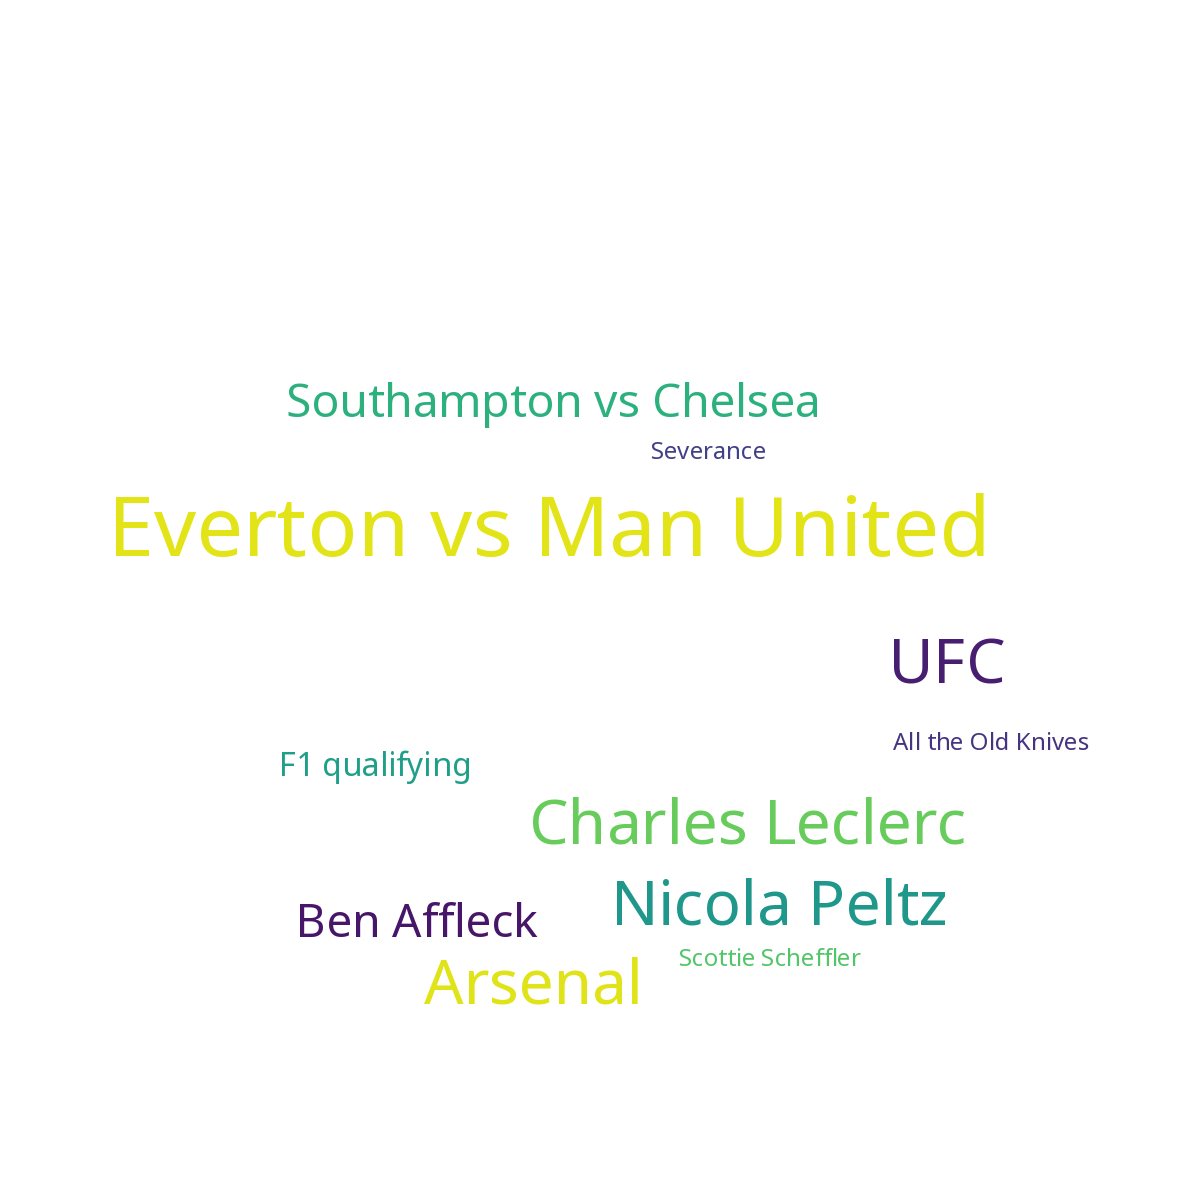 Southampton vs Chelsea
Severance
Everton vs Man United
UFC
All the Old Knives
F1 qualifying
Charles Leclerc
Nicola Peltz
Ben Affleck
Scottie Scheffler
Arsenal